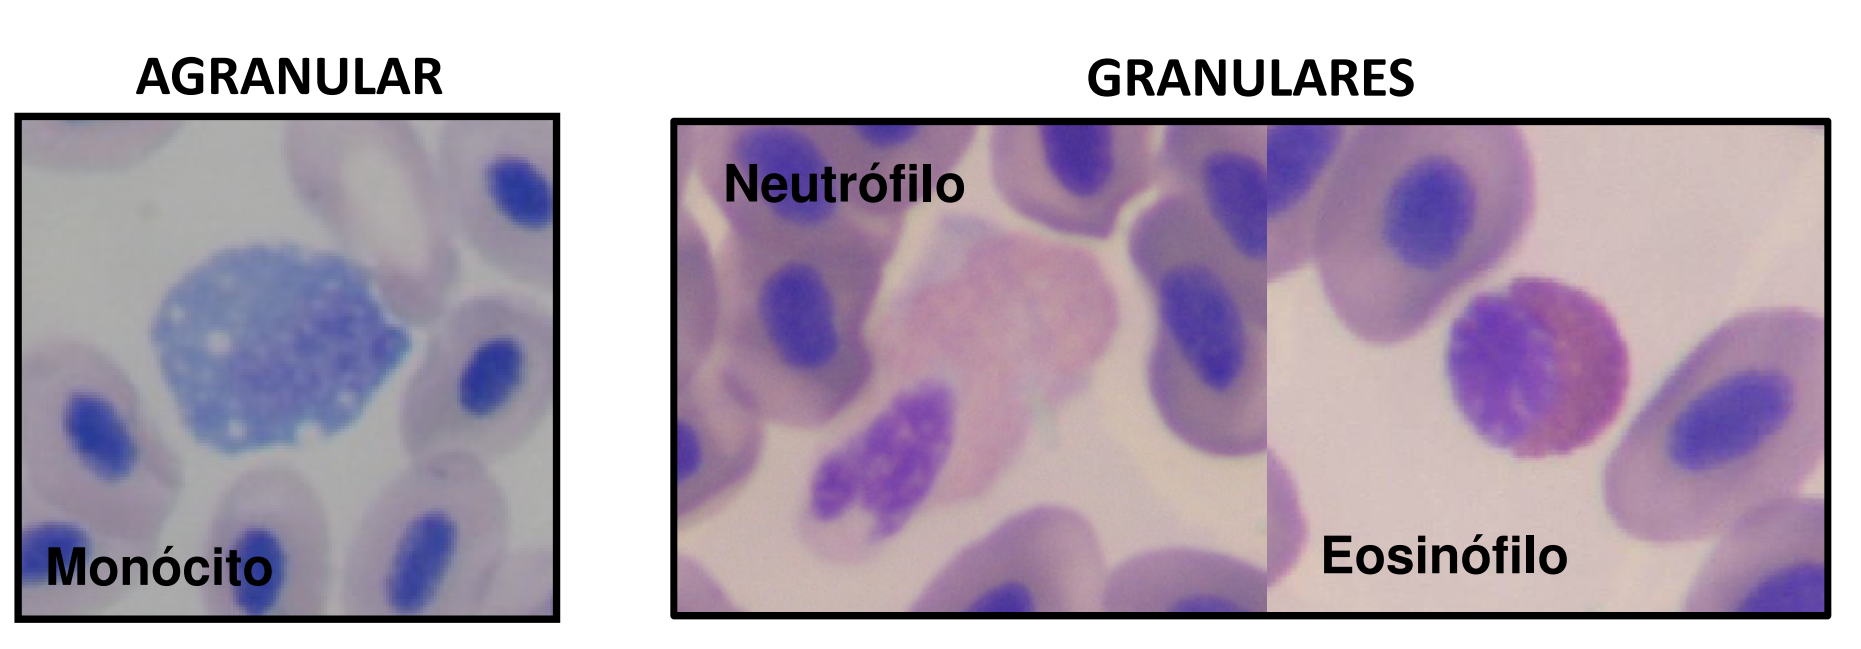 AGRANULAR
GRANULARES
Neutrófilo
Monócito
Eosinófilo